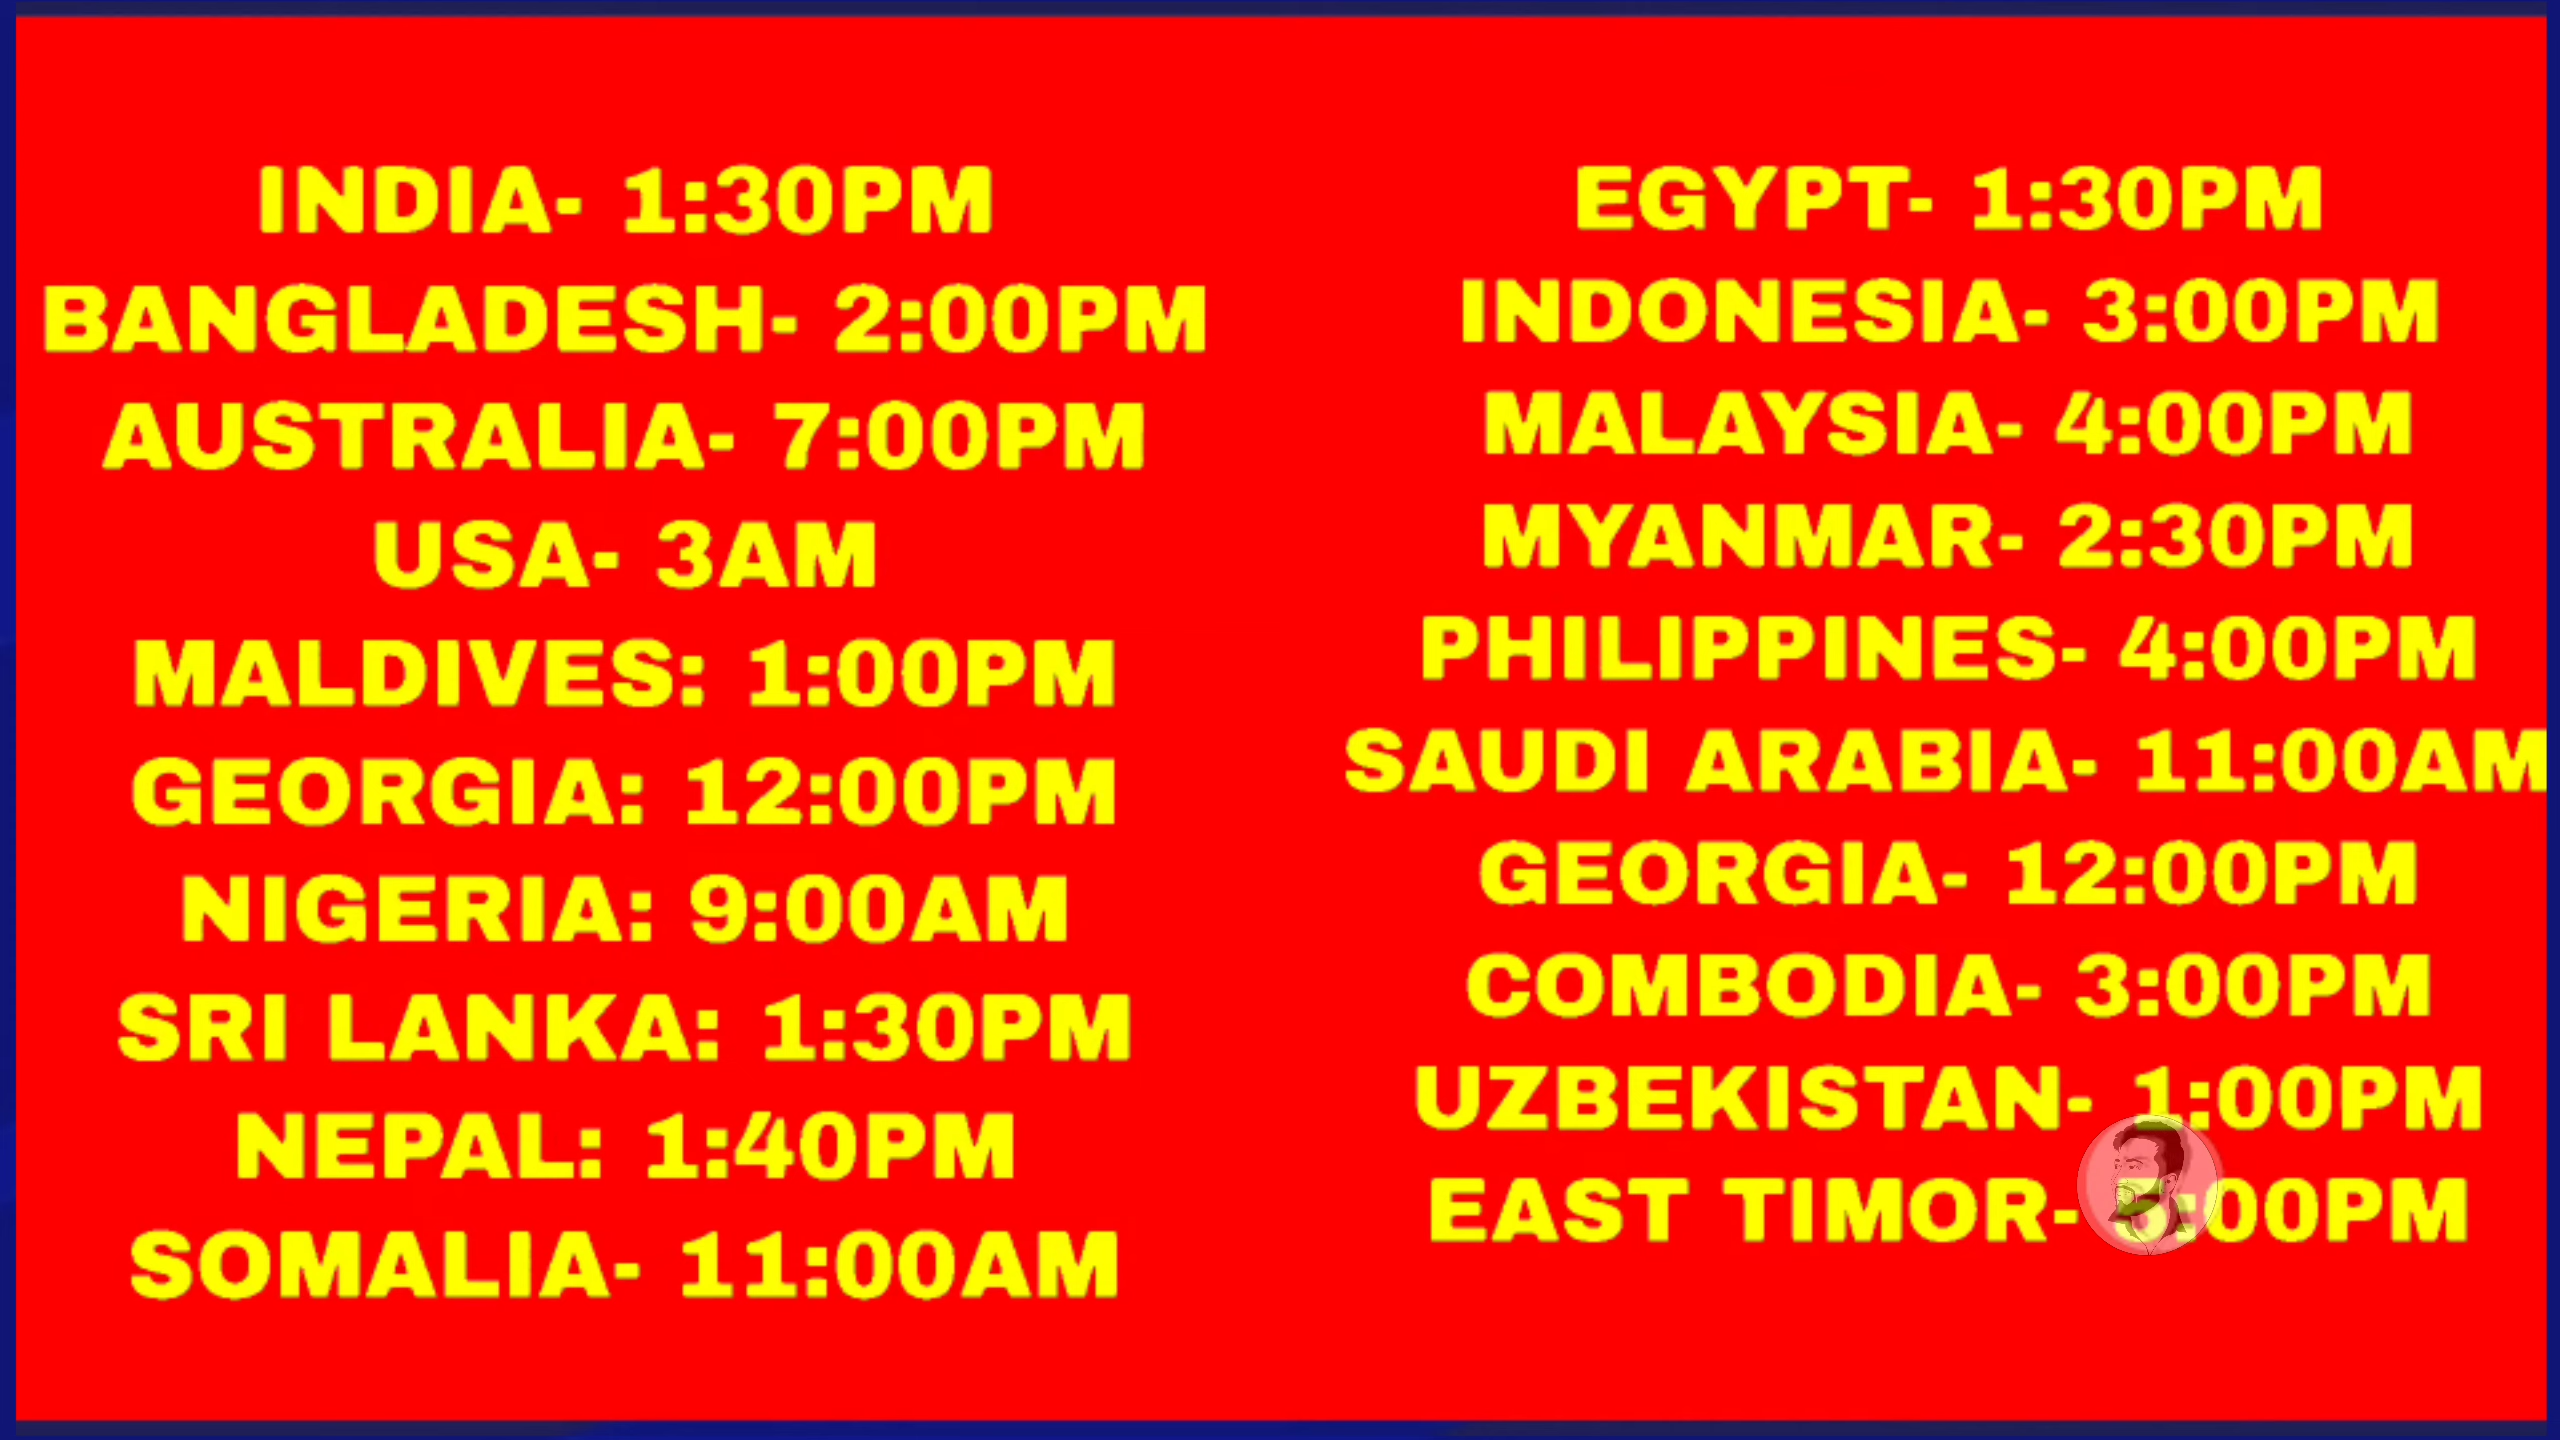 INDIA- 1:30PM
BANGLADESH- 2:00PM
AUSTRALIA- 7:00PM
USA- 3AM
MALDIVES: 1:00PM
GEORGIA: 12:00PM
NIGERIA: 9:00AM
SRI LANKA: 1:30PM
NEPAL: 1:40PM
SOMALIA- 11:00AM
EGYPT- 1:30PM
INDONESIA- 3:00PM
MALAYSIA- 4:00PM
MYANMAR- 2:30PM
PHILIPPINES- 4:00PM
SAUDI ARABIA- 11:00AM
GEORGIA- 12:00PM
COMBODIA- 3:00PM
UZBEKISTAN- 1:00PM
EAST TIMOR-